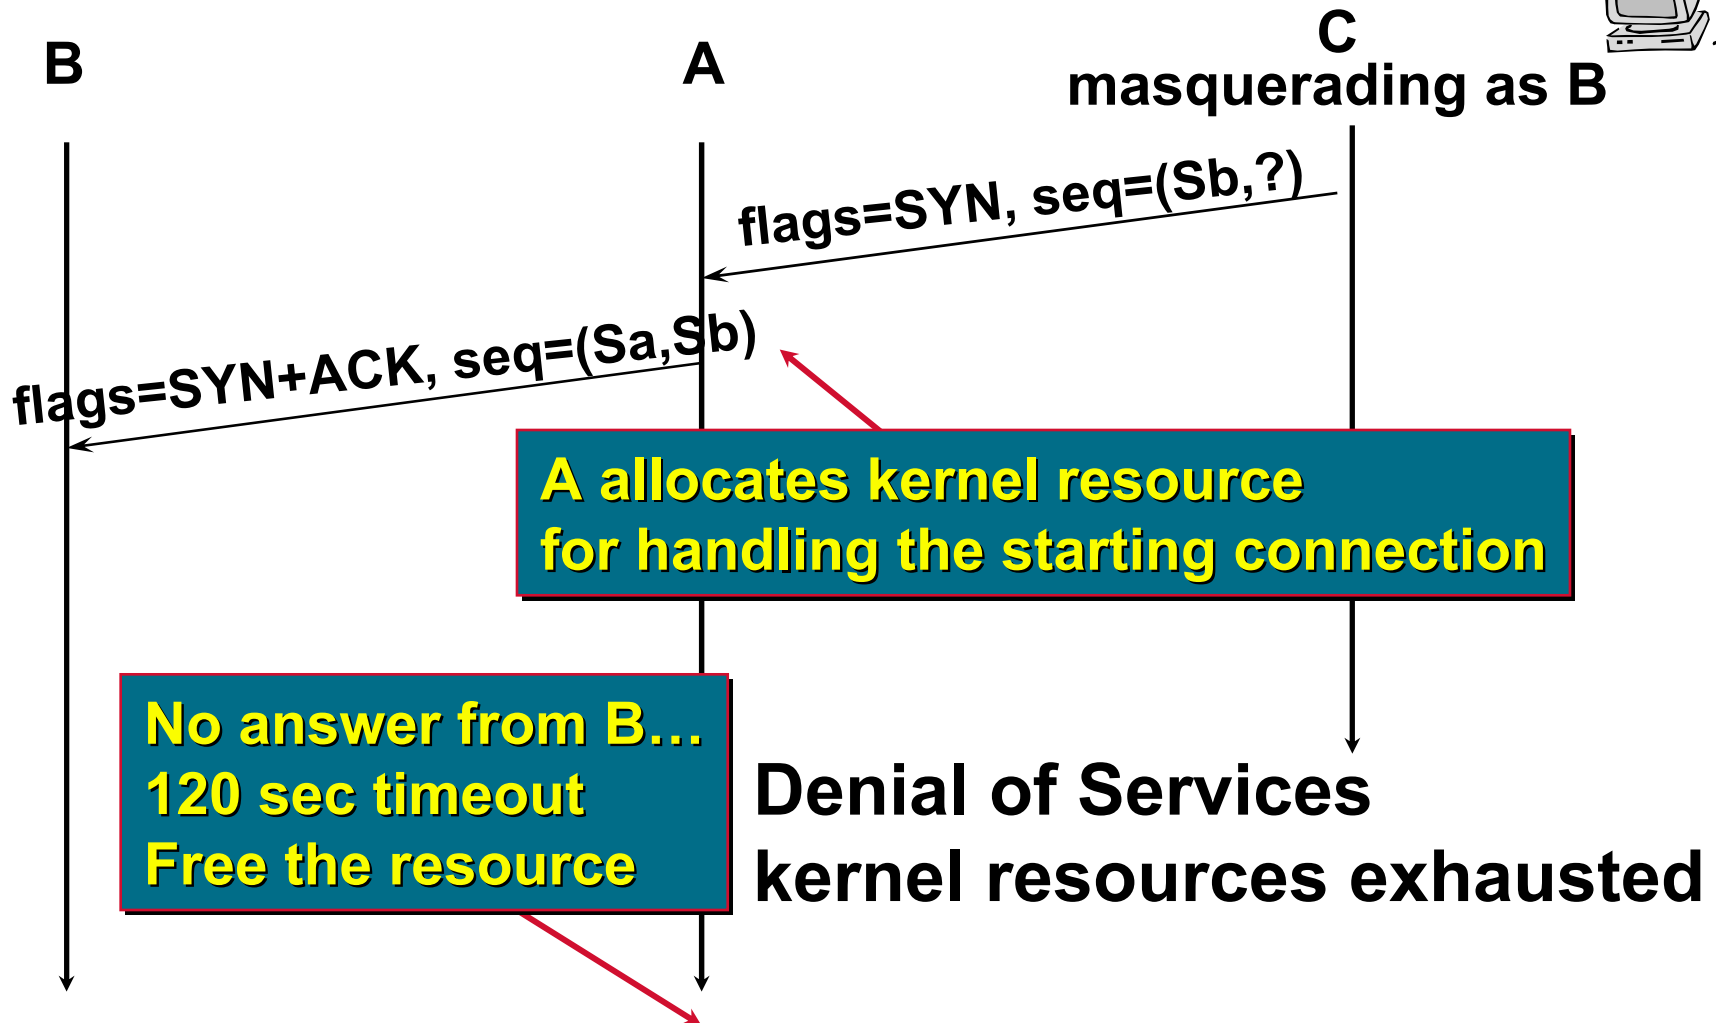 B
A
C
masquerading as B
flags=SYN, seq=(Sb,?)
flags=SYN+ACK, seq=(Sa,Sb)
A allocates kernel resource
for handling the starting connection
No answer from B…
120 sec timeout
Free the resource
Denial of Services
kernel resources exhausted